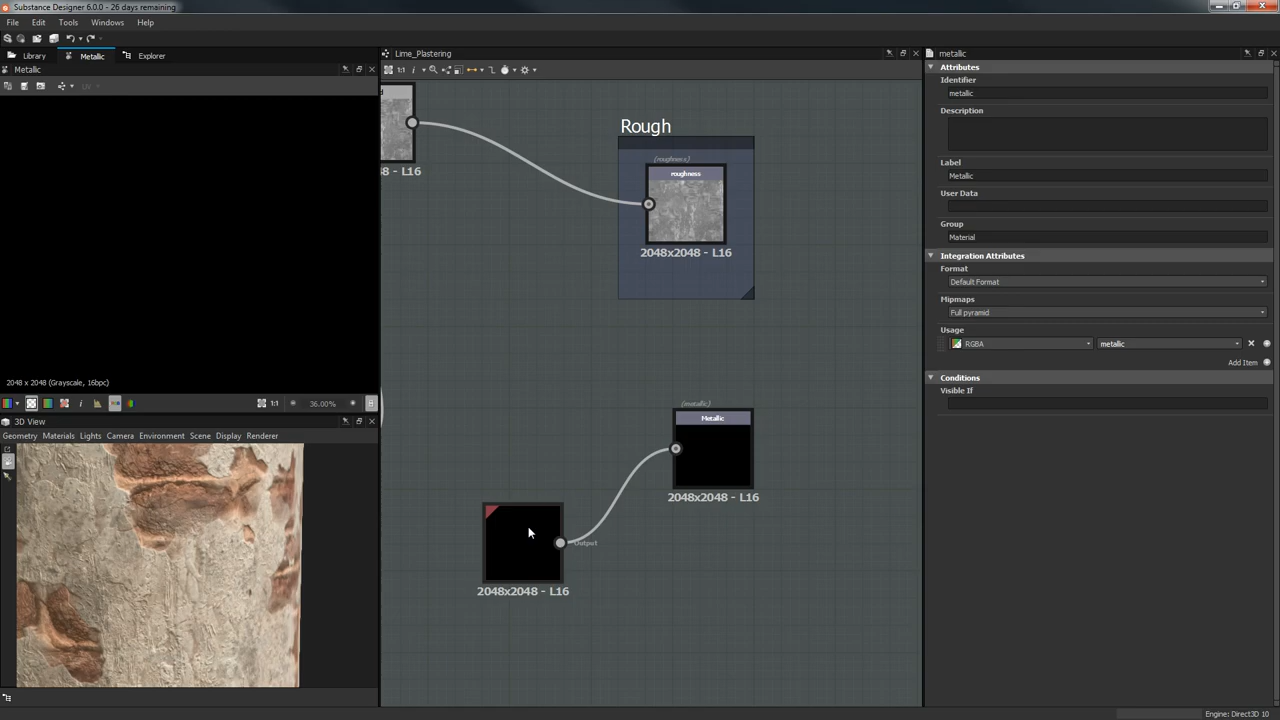 Substance Designer 6.0.0 - 26 days remaining
File Edit Tools Windows Help
Library Metallic Explorer
Metallic
2048 x 2048 (Grayscale, 16bpc)
1:1 36.00%
3D View
Geometry Materials Lights Camera Environment Scene Display Renderer
Lime_Plastering
1:1
8 - L16
Rough
(roughness)
roughness
2048x2048 - L16
(metallic)
Metallic
2048x2048 - L16
Output
2048x2048 - L16
metallic
Attributes
Identifier
metallic
Description
Label
Metallic
User Data
Group
Material
Integration Attributes
Format
Default Format
Mipmaps
Full pyramid
Usage
RGBA metallic
Add Item
Conditions
Visible If
Engine: Direct3D 10